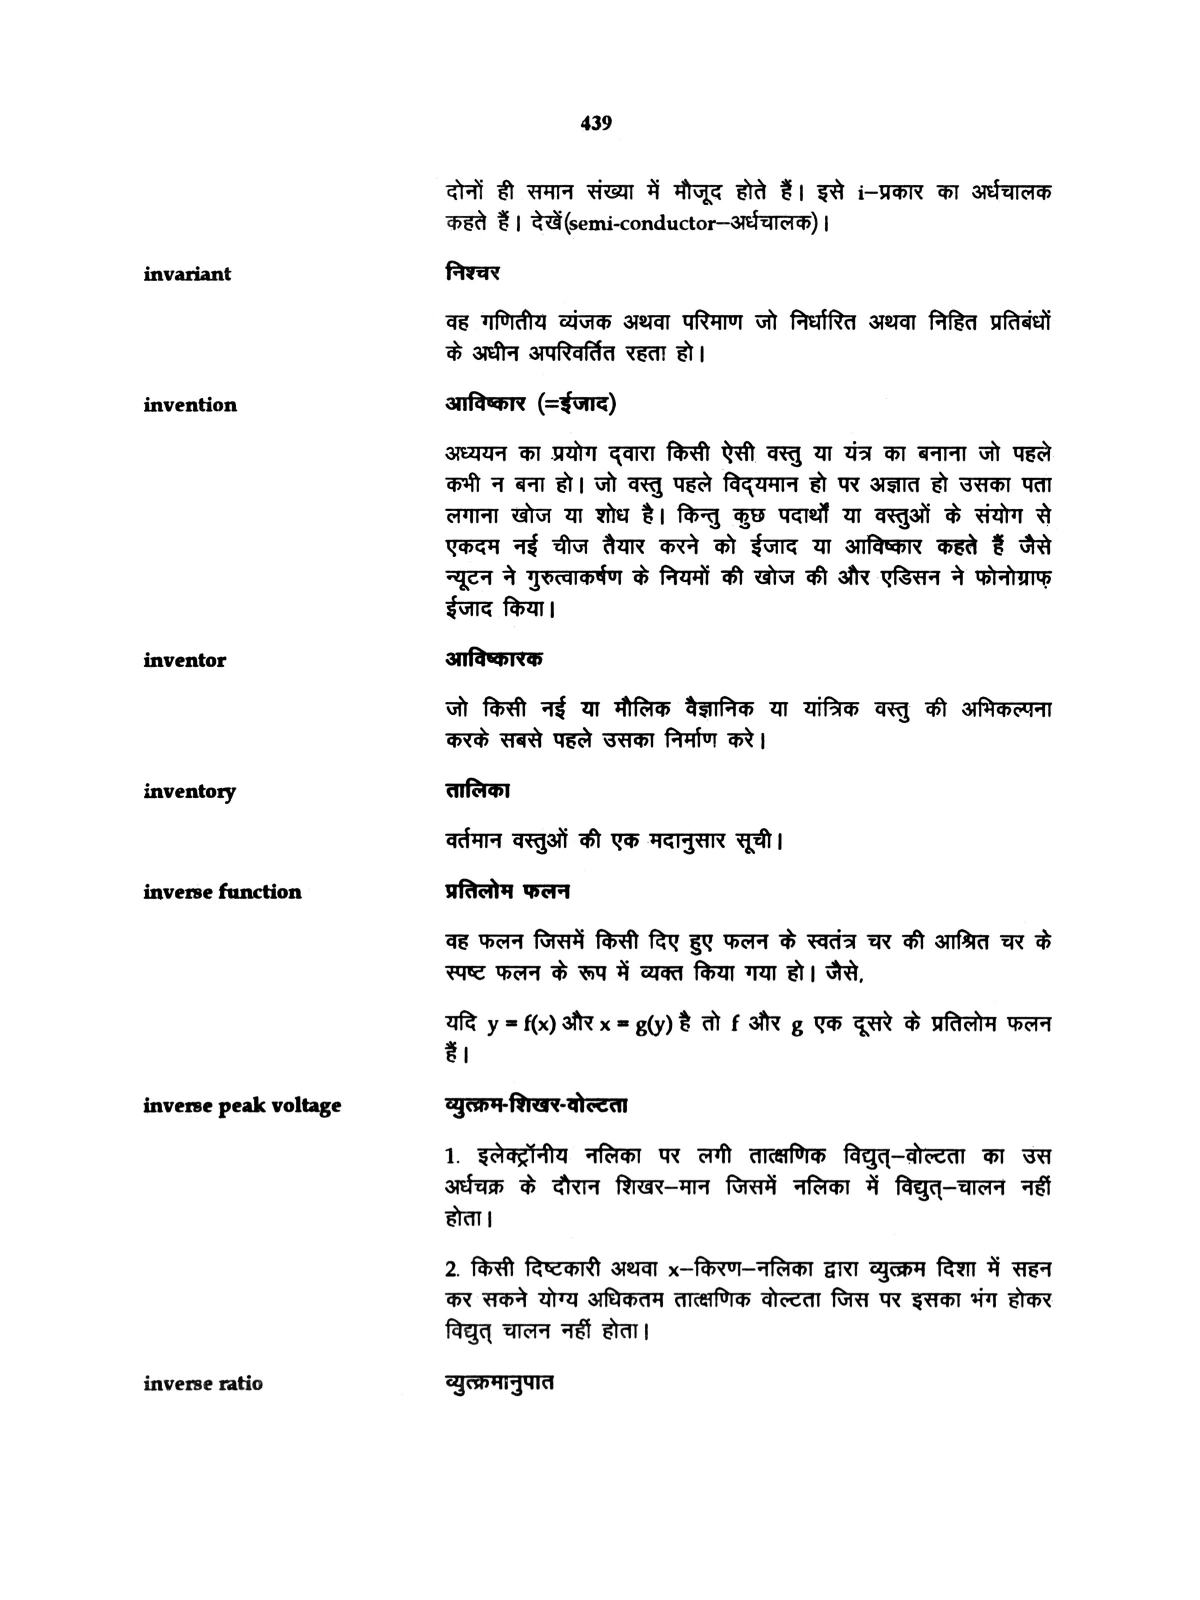 439
दोनों ही समान संख्या में मौजूद होते हैं। इसे i–प्रकार का अर्धचालक
कहते हैं। देखें(semi-conductor–अर्धचालक)।
invariant निश्चर
वह गणितीय व्यंजक अथवा परिमाण जो निर्धारित अथवा निहित प्रतिबंधों
के अधीन अपरिवर्तित रहता हो।
invention आविष्कार (=ईजाद)
अध्ययन का प्रयोग द्‌वारा किसी ऐसी वस्तु या यंत्र का बनाना जो पहले
कभी न बना हो। जो वस्तु पहले विद्‌यमान हो पर अज्ञात हो उसका पता
लगाना खोज या शोध है। किन्तु कुछ पदार्थों या वस्तुओं के संयोग से
एकदम नई चीज तैयार करने को ईजाद या आविष्कार कहते हैं जैसे
न्यूटन ने गुरुत्वाकर्षण के नियमों की खोज की और एडिसन ने फोनोग्राफ़
ईजाद किया।
inventor आविष्कारक
जो किसी नई या मौलिक वैज्ञानिक या यांत्रिक वस्तु की अभिकल्पना
करके सबसे पहले उसका निर्माण करे।
inventory तालिका
वर्तमान वस्तुओं की एक मदानुसार सूची।
inverse function प्रतिलोम फलन
वह फलन जिसमें किसी दिए हुए फलन के स्वतंत्र चर की आश्रित चर के
स्पष्ट फलन के रूप में व्यक्त किया गया हो। जैसे,
यदि y = f(x) और x = g(y) है तो f और g एक दूसरे के प्रतिलोम फलन
हैं।
inverse peak voltage व्युत्क्रम-शिखर-वोल्टता
1. इलेक्ट्रॉनीय नलिका पर लगी तात्क्षणिक विद्युत्–वोल्टता का उस
अर्धचक्र के दौरान शिखर–मान जिसमें नलिका में विद्युत्–चालन नहीं
होता।
2. किसी दिष्टकारी अथवा x–किरण–नलिका द्वारा व्युत्क्रम दिशा में सहन
कर सकने योग्य अधिकतम तात्क्षणिक वोल्टता जिस पर इसका भंग होकर
विद्युत् चालन नहीं होता।
inverse ratio व्युत्क्रमानुपात